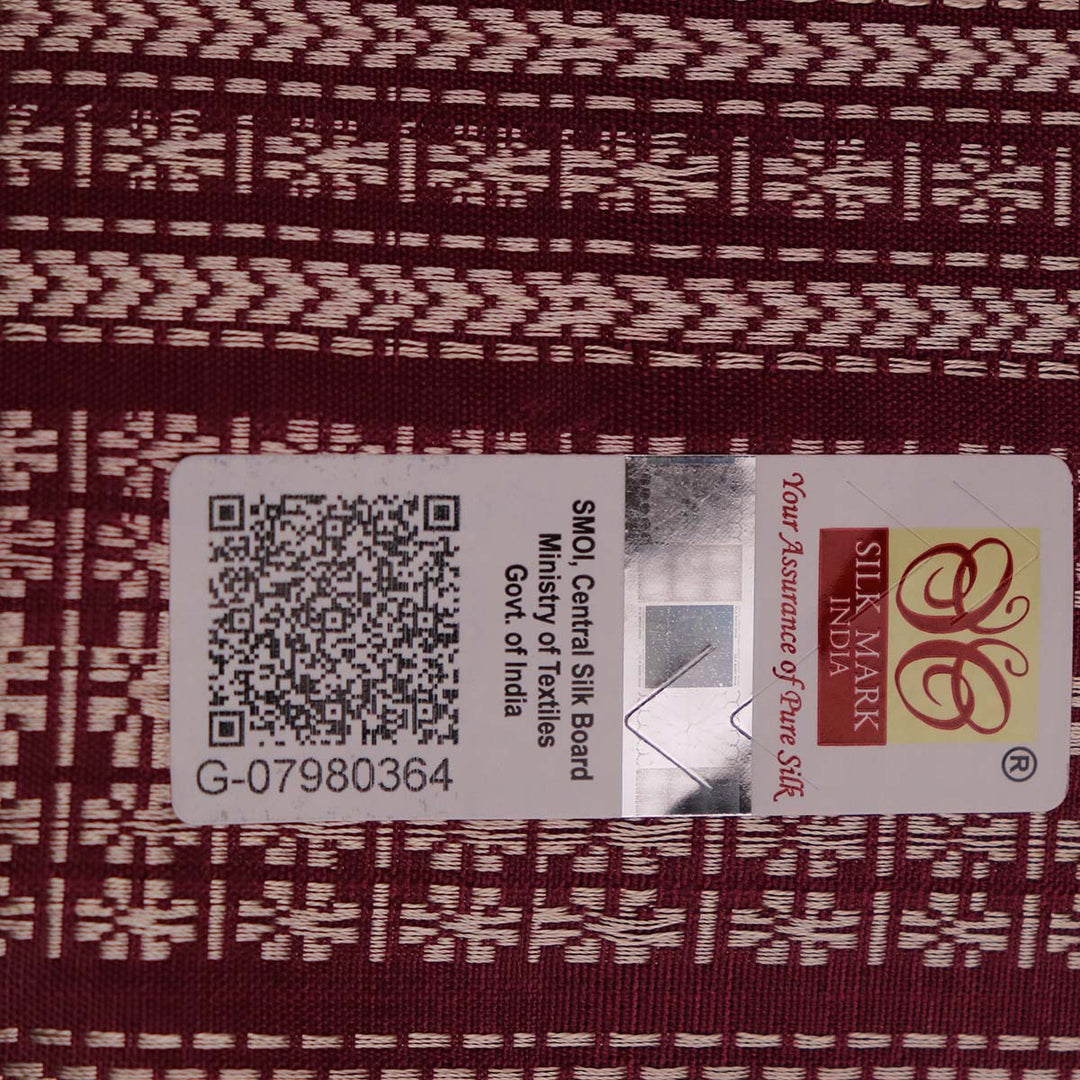 G-07980364
SMOI, Central Silk Board
Ministry of Textiles
Govt. of India
Your Assurance of Pure Silk
SILK MARK
INDIA
®